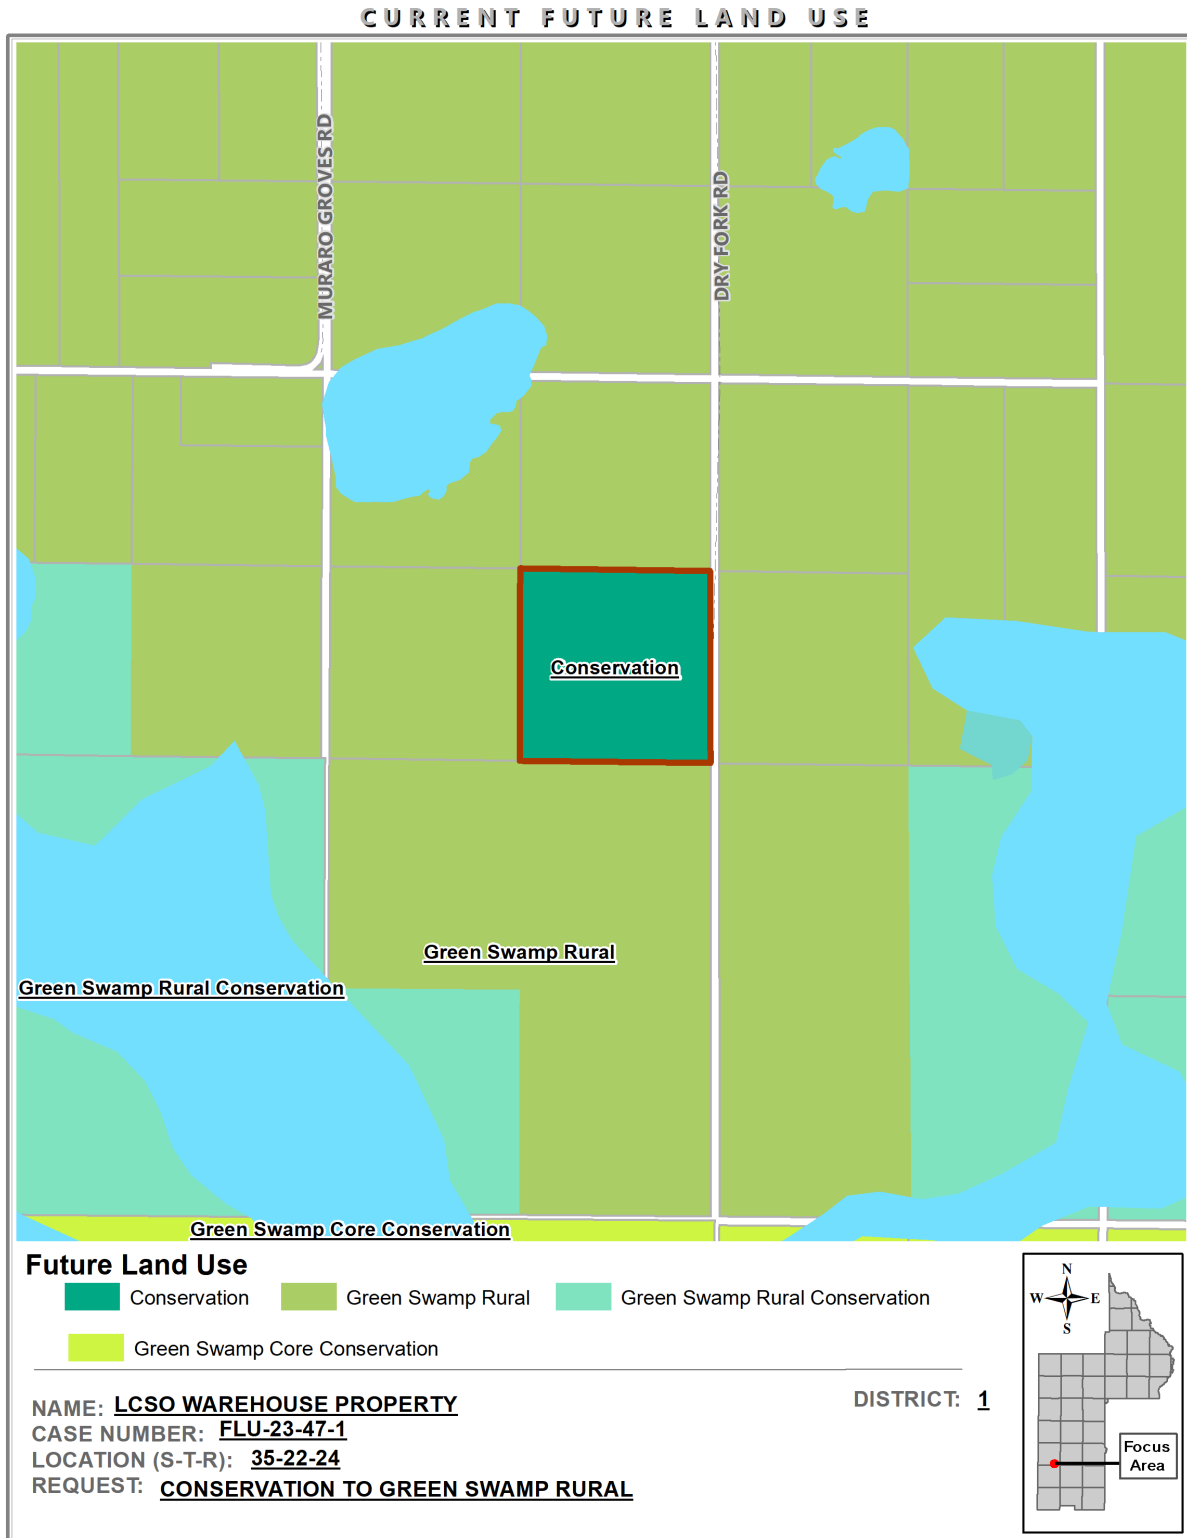 CURRENT FUTURE LAND USE
MURARO GROVES RD
DRY FORK RD
Conservation
Green Swamp Rural
Green Swamp Rural Conservation
Green Swamp Core Conservation
Future Land Use
Conservation
Green Swamp Rural
Green Swamp Rural Conservation
Green Swamp Core Conservation
NAME: LCSO WAREHOUSE PROPERTY
DISTRICT: 1
CASE NUMBER: FLU-23-47-1
LOCATION (S-T-R): 35-22-24
REQUEST: CONSERVATION TO GREEN SWAMP RURAL
N
W E
S
Focus
Area